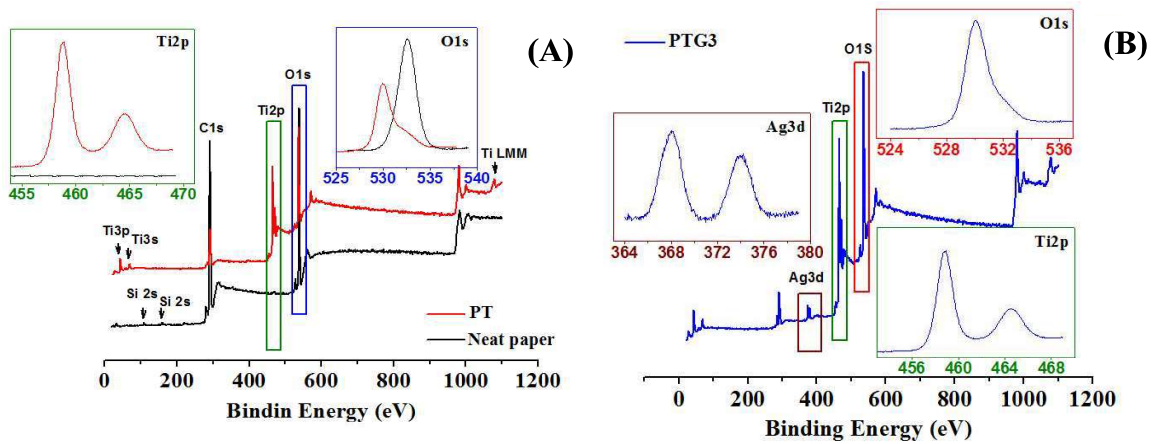 (A)
Ti2p
455 460 465 470
O1s
525 530 535 540
C1s
Ti2p
O1s
Ti LMM
Ti3p
Ti3s
Si 2s
Si 2s
PT
Neat paper
0 200 400 600 800 1000 1200
Bindin Energy (eV)
(B)
PTG3
O1s
524 528 532 536
O1S
Ti2p
Ag3d
364 368 372 376 380
Ag3d
Ti2p
456 460 464 468
0 200 400 600 800 1000 1200
Binding Energy (eV)